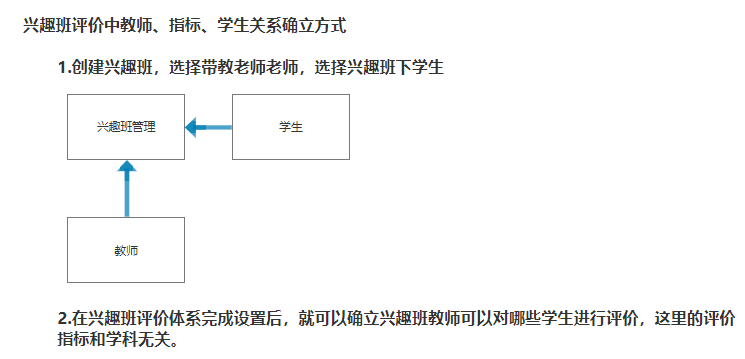 兴趣班评价中教师、指标、学生关系确立方式
1.创建兴趣班，选择带教老师老师，选择兴趣班下学生
兴趣班管理
学生
教师
2.在兴趣班评价体系完成设置后，就可以确立兴趣班教师可以对哪些学生进行评价，这里的评价
指标和学科无关。